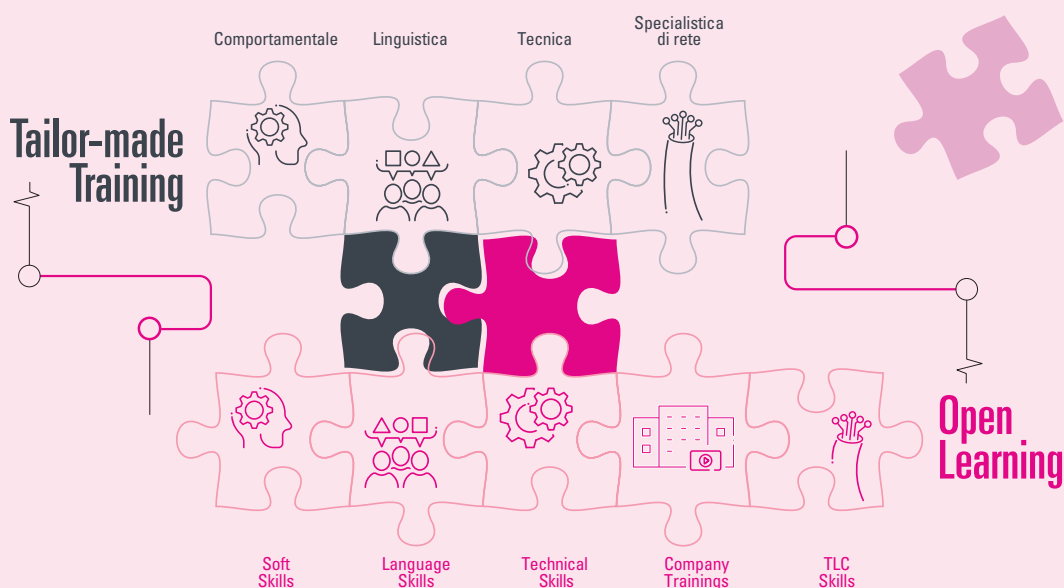 Comportamentale
Linguistica
Tecnica
Specialistica
di rete
Tailor-made
Training
Open
Learning
Soft
Skills
Language
Skills
Technical
Skills
Company
Trainings
TLC
Skills